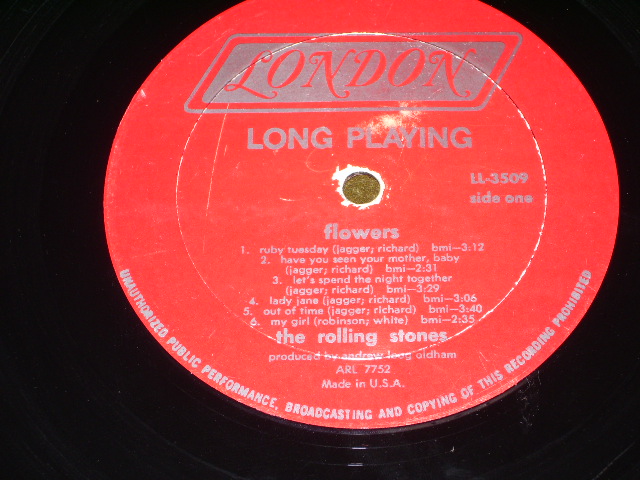 LONDON
LONG PLAYING
LL-3509
side one
flowers
1. ruby tuesday (jagger; richard) bmi—3:12
2. have you seen your mother, baby
(jagger; richard) bmi—2:31
3. let's spend the night together
(jagger; richard) bmi—3:29
4. lady jane (jagger; richard) bmi—3:06
5. out of time (jagger; richard) bmi—3:40
6. my girl (robinson; white) bmi—2:35
the rolling stones
produced by andrew loog oldham
ARL 7752
Made in U.S.A.
UNAUTHORIZED PUBLIC PERFORMANCE, BROADCASTING AND COPYING OF THIS RECORDING PROHIBITED